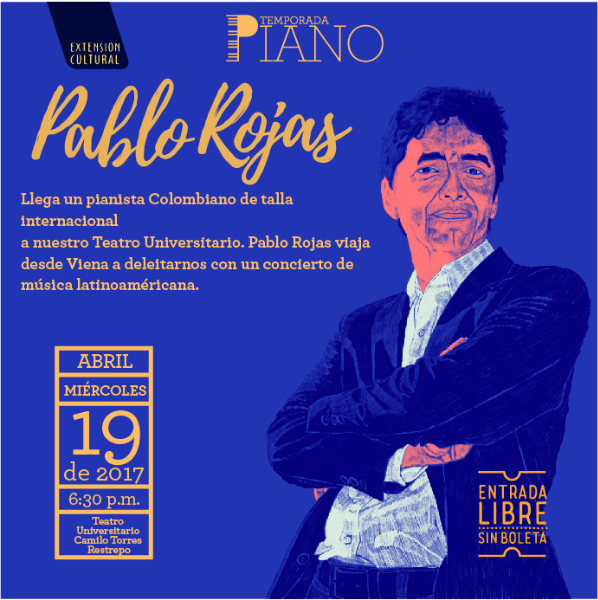 EXTENSIÓN
CULTURAL
TEMPORADA
PIANO
Pablo Rojas
Llega un pianista Colombiano de talla
internacional
a nuestro Teatro Universitario. Pablo Rojas viaja
desde Viena a deleitarnos con un concierto de
música latinoaméricana.
ABRIL
MIÉRCOLES
19
de 2017
6:30 p.m.
Teatro
Universitario
Camilo Torres
Restrepo
ENTRADA
LIBRE
SIN BOLETA